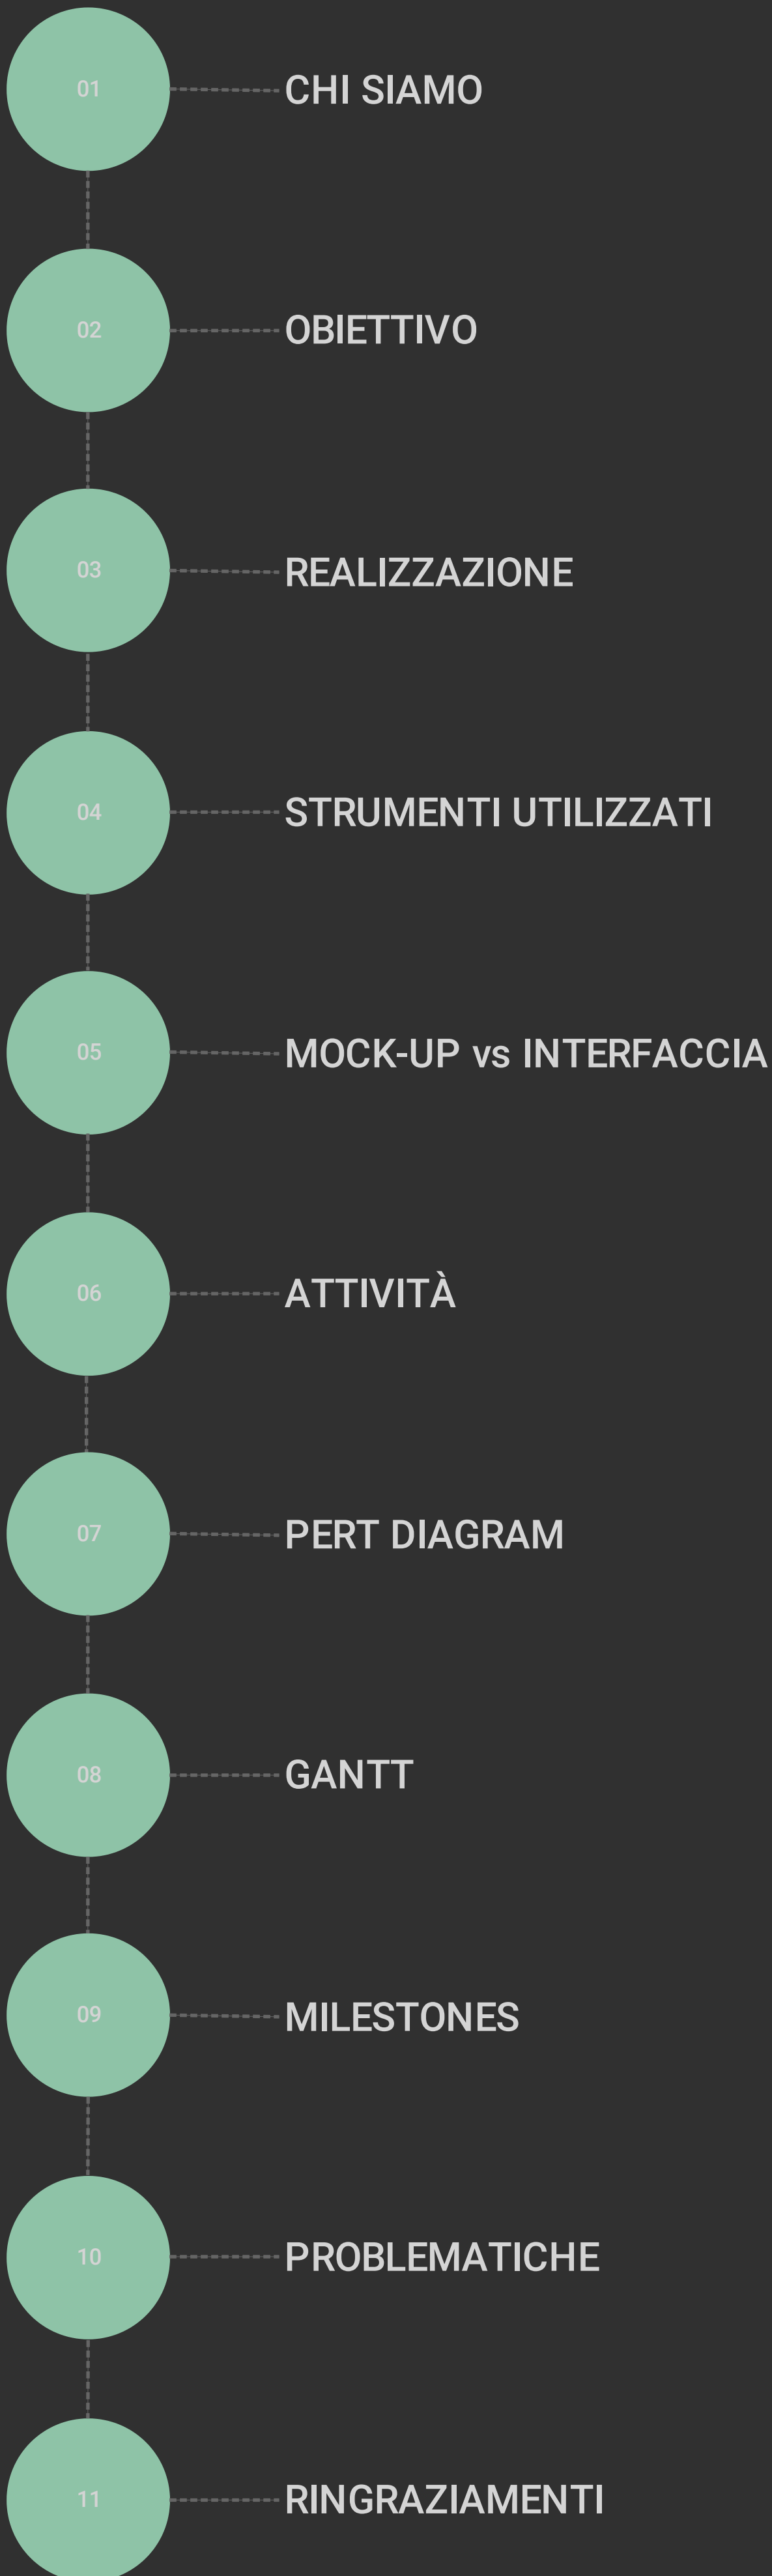 01
CHI SIAMO
02
OBIETTIVO
03
REALIZZAZIONE
04
STRUMENTI UTILIZZATI
05
MOCK-UP vs INTERFACCIA
06
ATTIVITÀ
07
PERT DIAGRAM
08
GANTT
09
MILESTONES
10
PROBLEMATICHE
11
RINGRAZIAMENTI